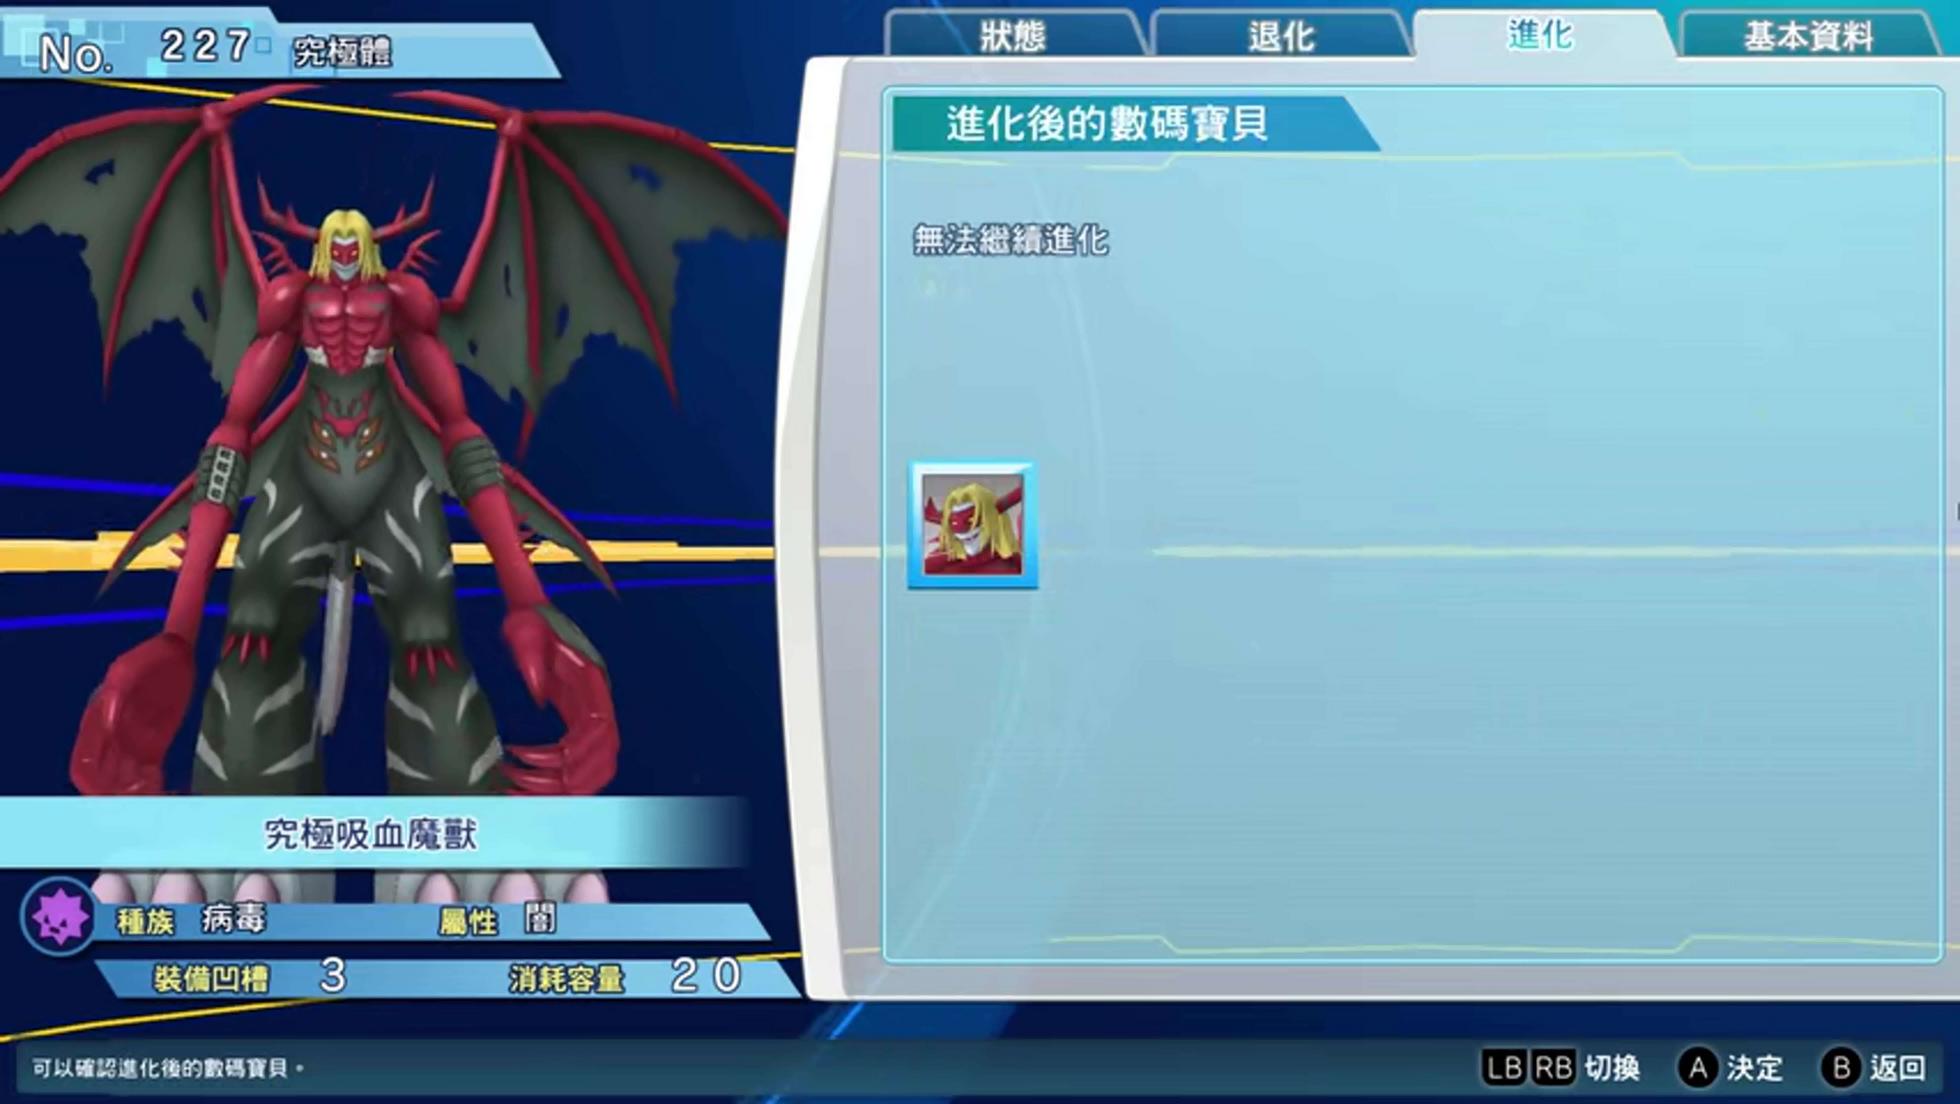 No. 227 究極體
狀態 退化 進化 基本資料
進化後的數碼寶貝
無法繼續進化
究極吸血魔獸
種族 病毒 屬性 闇
裝備凹槽 3 消耗容量 20
可以確認進化後的數碼寶貝。
LB RB 切換 A 決定 B 返回